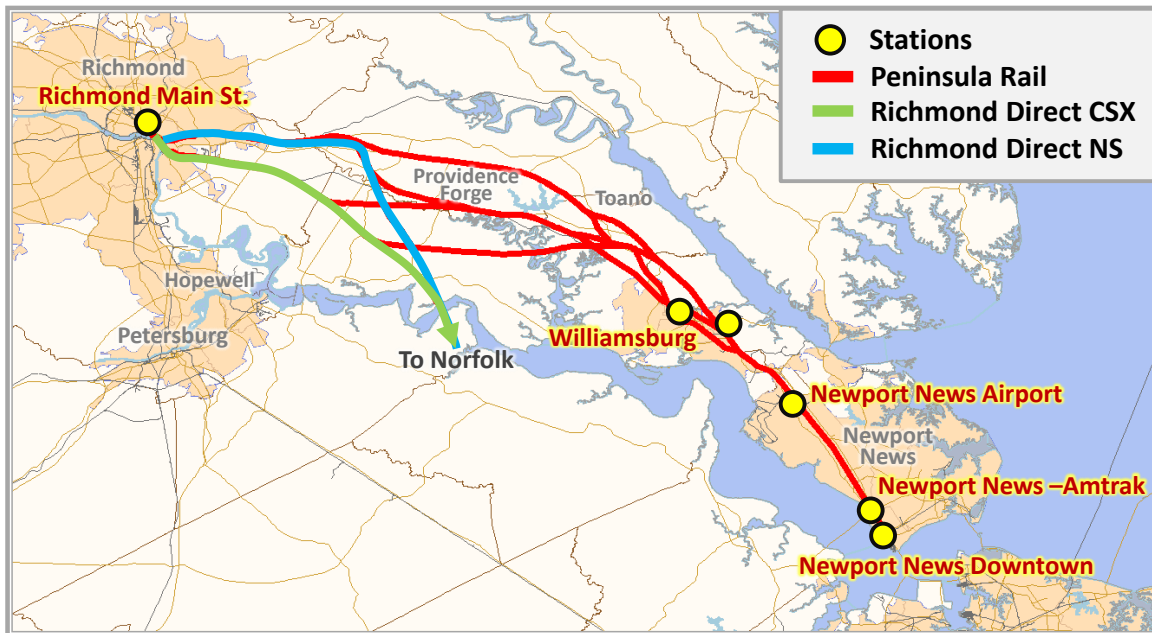 Stations
Peninsula Rail
Richmond Direct CSX
Richmond Direct NS
Richmond
Richmond Main St.
Providence
Forge
Toano
Hopewell
Petersburg
Williamsburg
To Norfolk
Newport News Airport
Newport
News
Newport News –Amtrak
Newport News Downtown